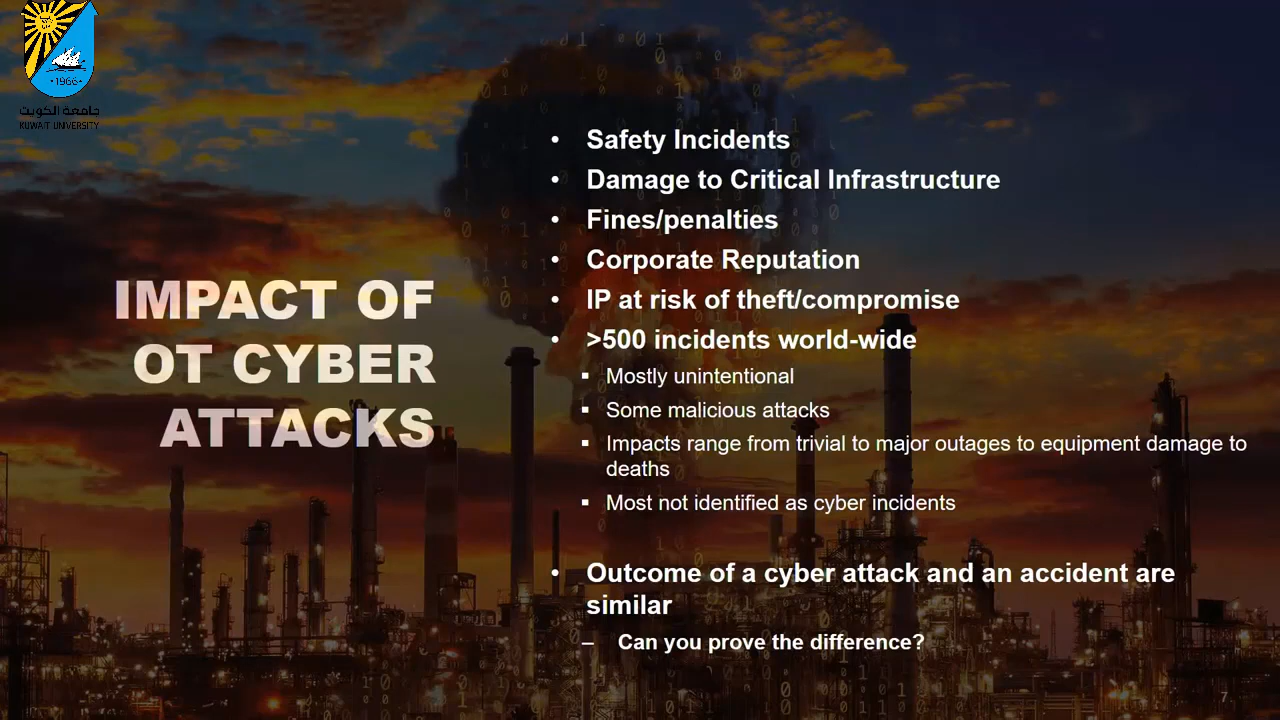 1966
جامعة الكويت
KUWAIT UNIVERSITY
IMPACT OF
OT CYBER
ATTACKS
• Safety Incidents
• Damage to Critical Infrastructure
• Fines/penalties
• Corporate Reputation
• IP at risk of theft/compromise
• >500 incidents world-wide
▪ Mostly unintentional
▪ Some malicious attacks
▪ Impacts range from trivial to major outages to equipment damage to
deaths
▪ Most not identified as cyber incidents
• Outcome of a cyber attack and an accident are
similar
– Can you prove the difference?
7